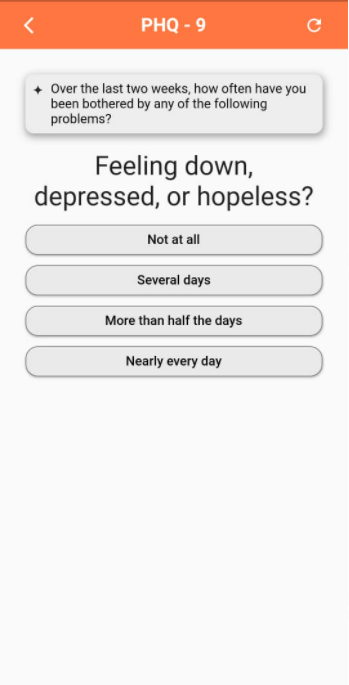 PHQ - 9
Over the last two weeks, how often have you
been bothered by any of the following
problems?
Feeling down,
depressed, or hopeless?
Not at all
Several days
More than half the days
Nearly every day